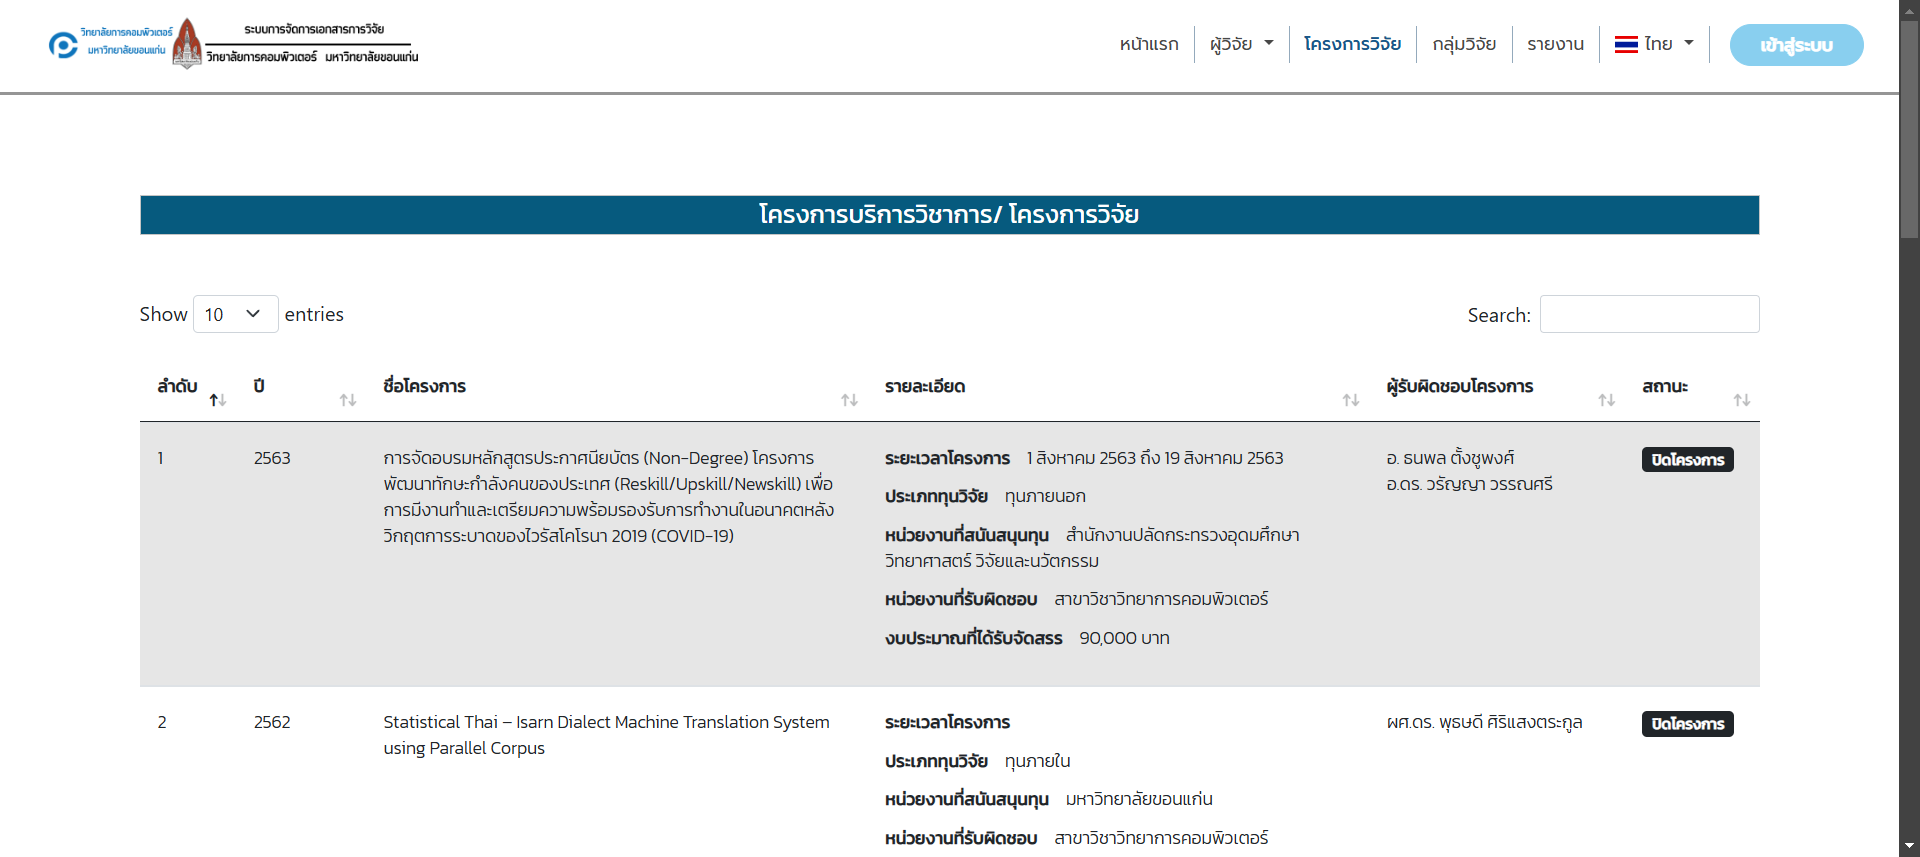 วิทยาลัยการคอมพิวเตอร์
มหาวิทยาลัยขอนแก่น
ระบบการจัดการเอกสารการวิจัย
วิทยาลัยการคอมพิวเตอร์ มหาวิทยาลัยขอนแก่น
หน้าแรก ผู้วิจัย โครงการวิจัย กลุ่มวิจัย รายงาน ไทย เข้าสู่ระบบ
โครงการบริการวิชาการ/ โครงการวิจัย
Show 10 entries Search:
ลำดับ ปี ชื่อโครงการ รายละเอียด ผู้รับผิดชอบโครงการ สถานะ
1 2563 การจัดอบรมหลักสูตรประกาศนียบัตร (Non-Degree) โครงการ
พัฒนาทักษะกำลังคนของประเทศ (Reskill/Upskill/Newskill) เพื่อ
การมีงานทำและเตรียมความพร้อมรองรับการทำงานในอนาคตหลัง
วิกฤตการระบาดของไวรัสโคโรนา 2019 (COVID-19)
ระยะเวลาโครงการ 1 สิงหาคม 2563 ถึง 19 สิงหาคม 2563
ประเภททุนวิจัย ทุนภายนอก
หน่วยงานที่สนันสนุนทุน สำนักงานปลัดกระทรวงอุดมศึกษา
วิทยาศาสตร์ วิจัยและนวัตกรรม
หน่วยงานที่รับผิดชอบ สาขาวิชาวิทยาการคอมพิวเตอร์
งบประมาณที่ได้รับจัดสรร 90,000 บาท
อ. ธนพล ตั้งชูพงศ์
อ.ดร. วรัญญา วรรณศรี
ปิดโครงการ
2 2562 Statistical Thai – Isarn Dialect Machine Translation System
using Parallel Corpus
ระยะเวลาโครงการ
ประเภททุนวิจัย ทุนภายใน
หน่วยงานที่สนันสนุนทุน มหาวิทยาลัยขอนแก่น
หน่วยงานที่รับผิดชอบ สาขาวิชาวิทยาการคอมพิวเตอร์
ผศ.ดร. พุธษดี ศิริแสงตระกูล
ปิดโครงการ